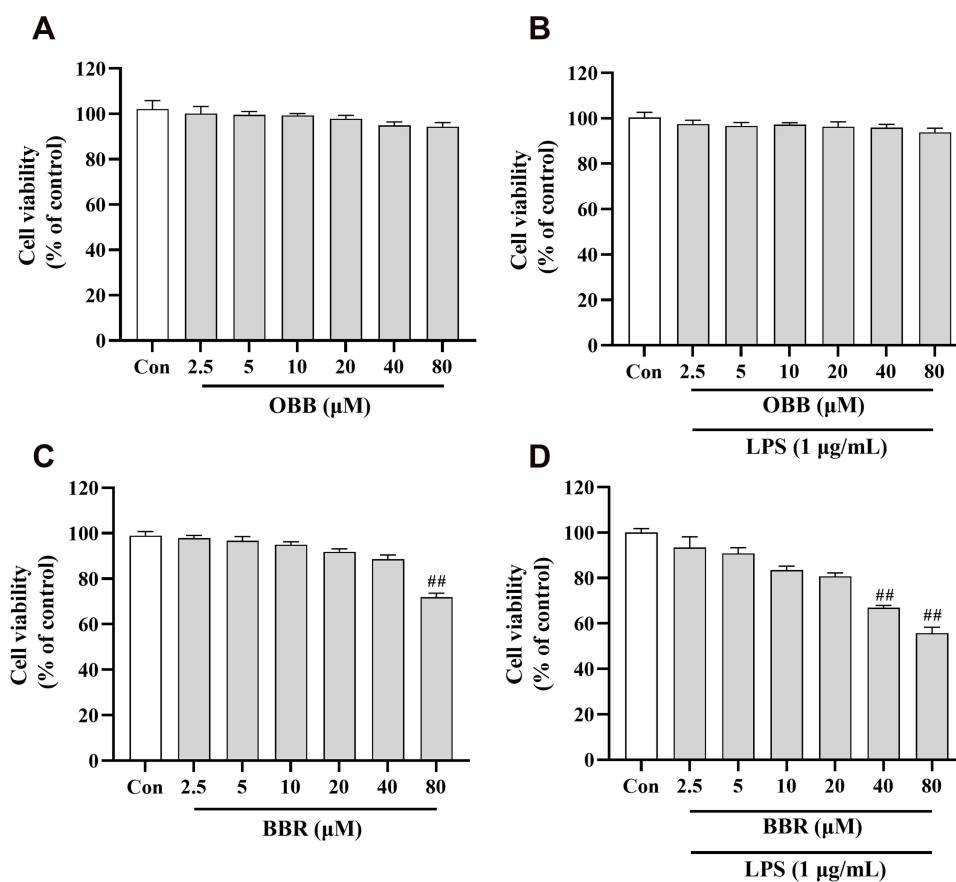 A
Cell viability
(% of control)
120
100
80
60
40
20
0
Con 2.5 5 10 20 40 80
OBB (μM)
B
Cell viability
(% of control)
120
100
80
60
40
20
0
Con 2.5 5 10 20 40 80
OBB (μM)
LPS (1 μg/mL)
C
Cell viability
(% of control)
120
100
80
60
40
20
0
##
Con 2.5 5 10 20 40 80
BBR (μM)
D
Cell viability
(% of control)
120
100
80
60
40
20
0
##
##
Con 2.5 5 10 20 40 80
BBR (μM)
LPS (1 μg/mL)